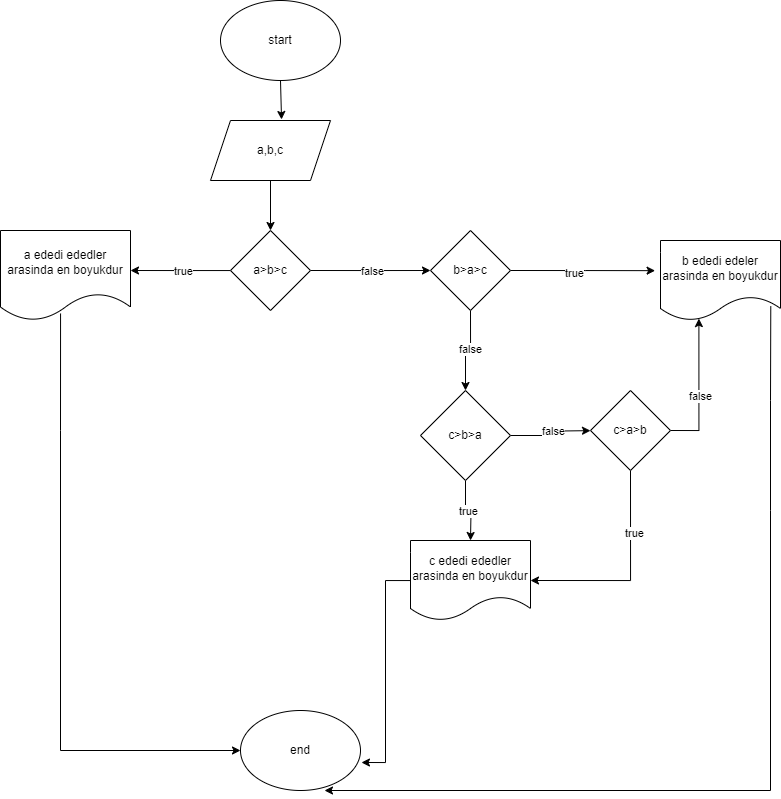 start
a,b,c
a ededi ededler
arasinda en boyukdur
true
a>b>c
false
b>a>c
true
b ededi edeler
arasinda en boyukdur
false
false
c>b>a
false
c>a>b
true
true
c ededi ededler
arasinda en boyukdur
end